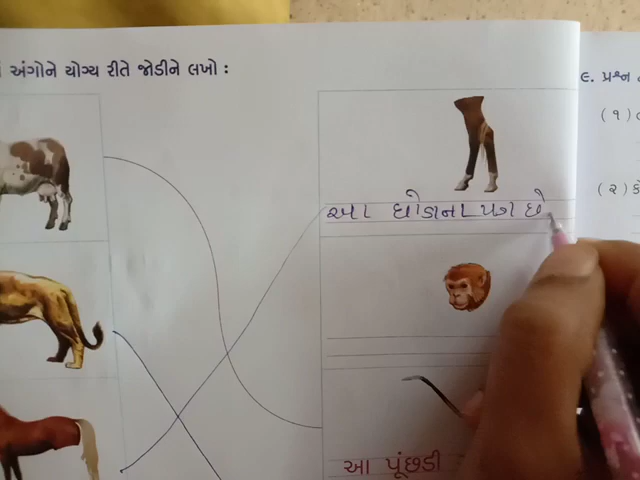 અંગોને યોગ્ય રીતે જોડીને લખો :
આ ઘોડાના પગ છે
આ પૂંછડી
૯. પ્રશ્ન
(૧)
(૨)